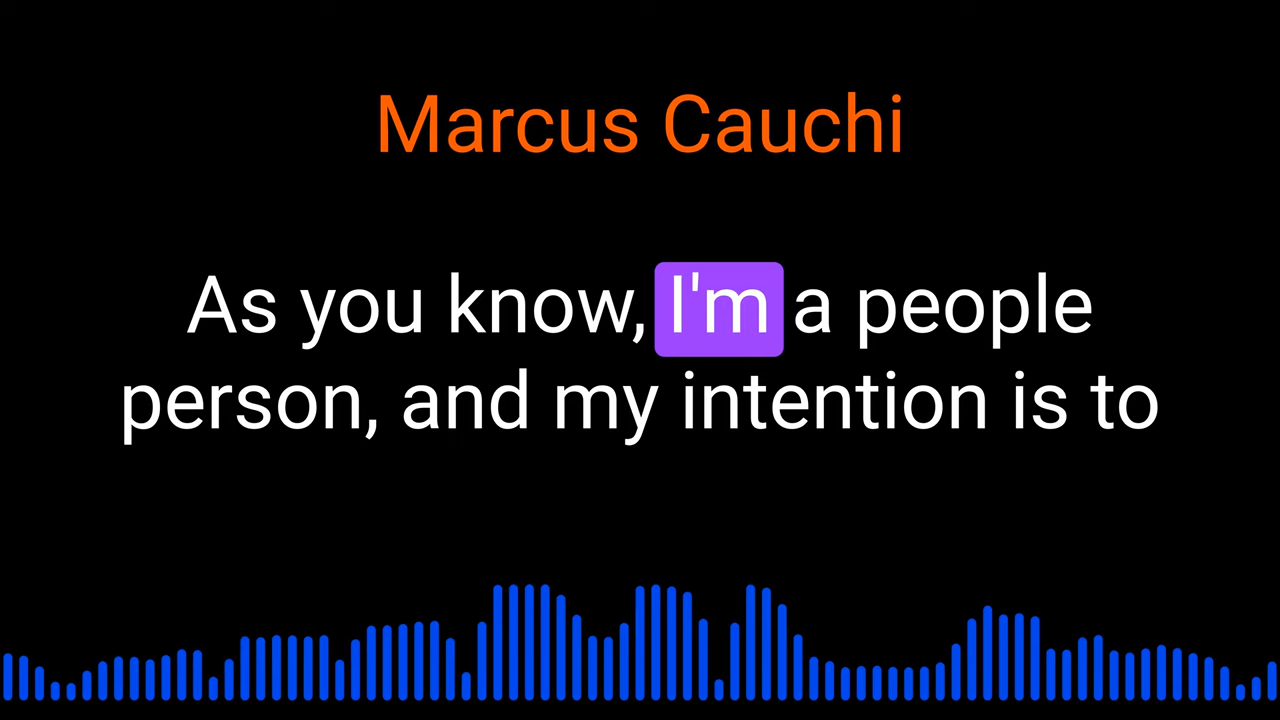 Marcus Cauchi
As you know, I'm a people
person, and my intention is to